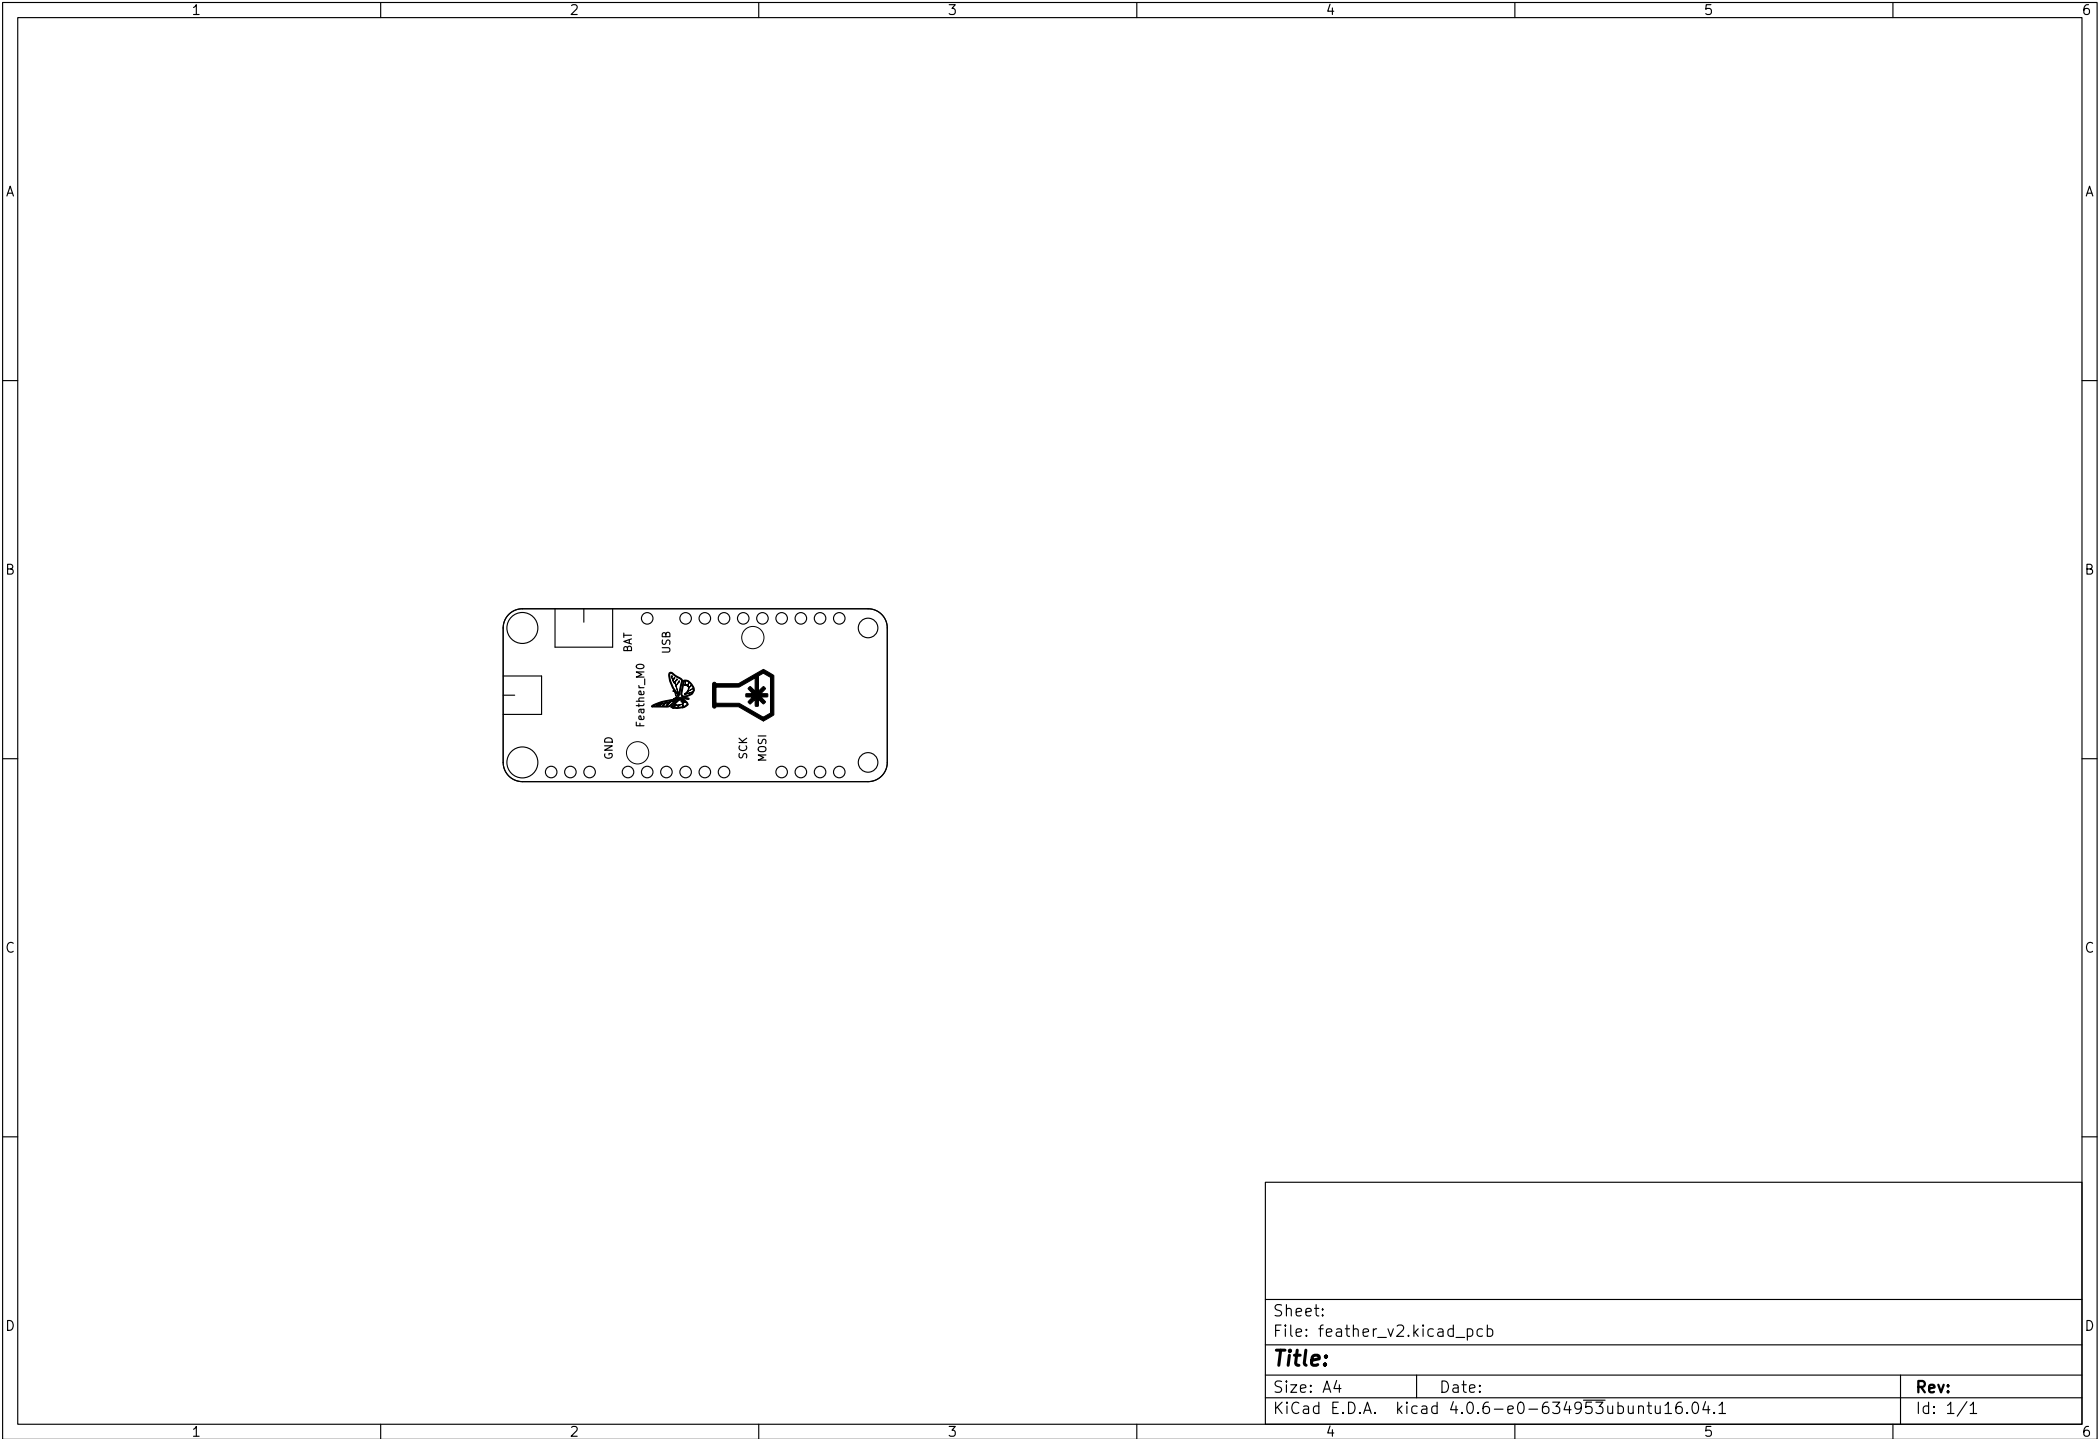 1 2 3 4 5 6
A A
B B
BAT
USB
Feather_M0
GND
SCK
MOSI
C C
D D
Sheet:
File: feather_v2.kicad_pcb
Title:
Size: A4 Date: Rev:
KiCad E.D.A. kicad 4.0.6-e0-634953ubuntu16.04.1 Id: 1/1
1 2 3 4 5 6